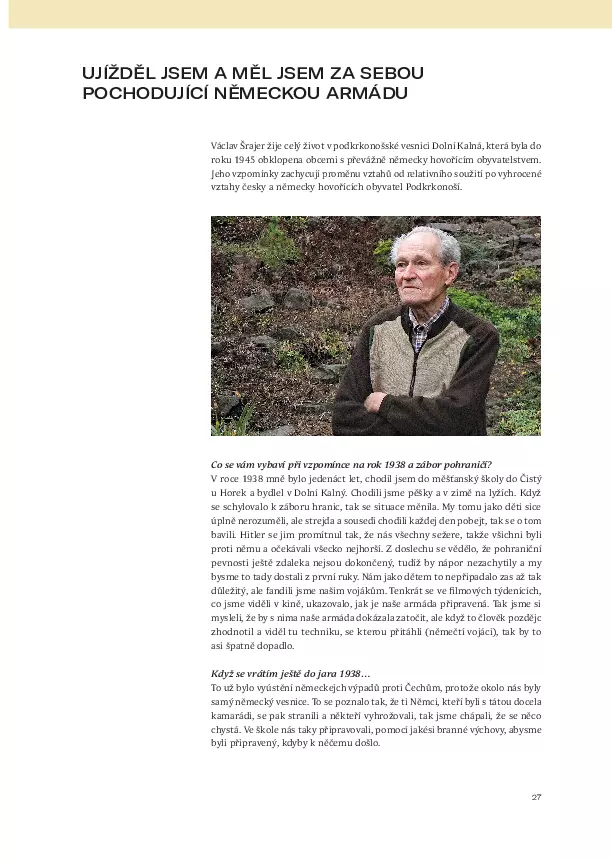 UJÍŽDĚL JSEM A MĚL JSEM ZA SEBOU
POCHODUJÍCÍ NĚMECKOU ARMÁDU
Václav Šrajer žije celý život v podkrkonošské vesnici Dolní Kalná, která byla do
roku 1945 obklopena obcemi s převážně německy hovořícím obyvatelstvem.
Jeho vzpomínky zachycují proměnu vztahů od relativního soužití po vyhrocené
vztahy česky a německy hovořících obyvatel Podkrkonoší.
Co se vám vybaví při vzpomínce na rok 1938 a zábor pohraničí?
V roce 1938 mně bylo jedenáct let, chodil jsem do měšťanský školy do Čistý
u Horek a bydlel v Dolní Kalný. Chodili jsme pěšky a v zimě na lyžích. Když
se schylovalo k záboru hranic, tak se situace měnila. My tomu jako děti sice
úplně nerozuměli, ale strejda a sousedi chodili každej den pobejt, tak se o tom
bavili. Hitler se jim promítnul tak, že nás všechny sežere, takže všichni byli
proti němu a očekávali všecko nejhorší. Z doslechu se vědělo, že pohraniční
pevnosti ještě zdaleka nejsou dokončený, tudíž by nápor nezachytily a my
bysme to tady dostali z první ruky. Nám jako dětem to nepřipadalo zas až tak
důležitý, ale fandili jsme našim vojákům. Tenkrát se ve filmových týdenících,
co jsme viděli v kině, ukazovalo, jak je naše armáda připravená. Tak jsme si
mysleli, že by s nima naše armáda dokázala zatočit, ale když to člověk pozdějc
zhodnotil a viděl tu techniku, se kterou přitáhli (němečtí vojáci), tak by to
asi špatně dopadlo.
Když se vrátím ještě do jara 1938…
To už bylo vyústění německejch výpadů proti Čechům, protože okolo nás byly
samý německý vesnice. To se poznalo tak, že ti Němci, kteří byli s tátou docela
kamarádi, se pak stranili a někteří vyhrožovali, tak jsme chápali, že se něco
chystá. Ve škole nás taky připravovali, pomocí jakési branné výchovy, abysme
byli připravený, kdyby k něčemu došlo.
27